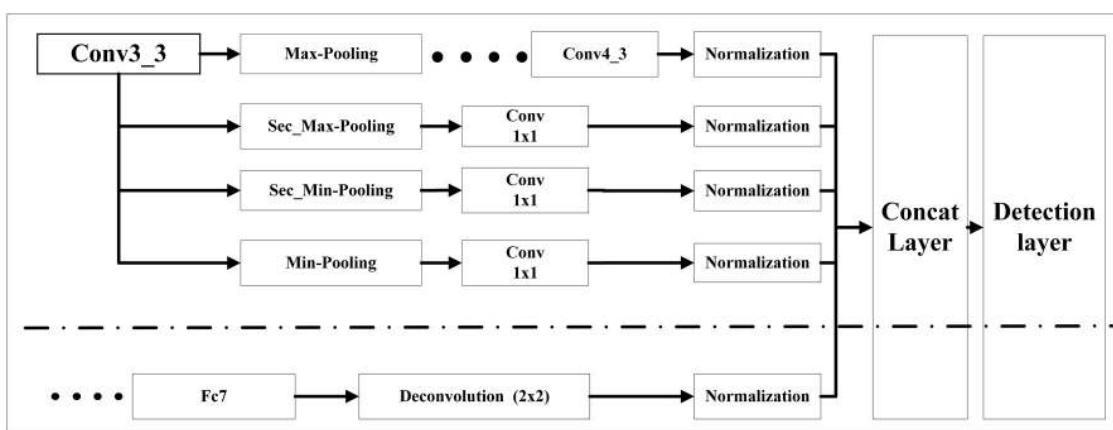 Conv3_3
Max-Pooling
Conv4_3
Normalization
Sec_Max-Pooling
Conv
1x1
Normalization
Sec_Min-Pooling
Conv
1x1
Normalization
Min-Pooling
Conv
1x1
Normalization
Concat
Layer
Detection
layer
Fc7
Deconvolution (2x2)
Normalization